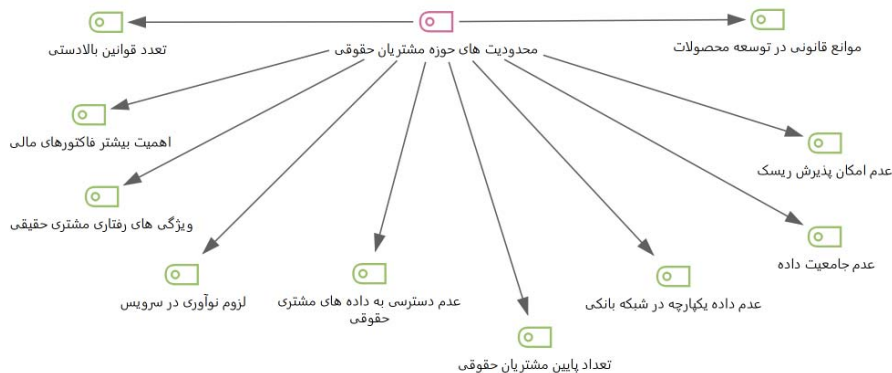 موانع قانونی در توسعه محصولات
محدودیت های حوزه مشتریان حقوقی
تعدد قوانین بالادستی
عدم امکان پذیرش ریسک
اهمیت بیشتر فاکتورهای مالی
ویژگی های رفتاری مشتری حقیقی
عدم جامعیت داده
عدم داده یکپارچه در شبکه بانکی
عدم دسترسی به داده های مشتری
حقوقی
لزوم نوآوری در سرویس
تعداد پایین مشتریان حقوقی